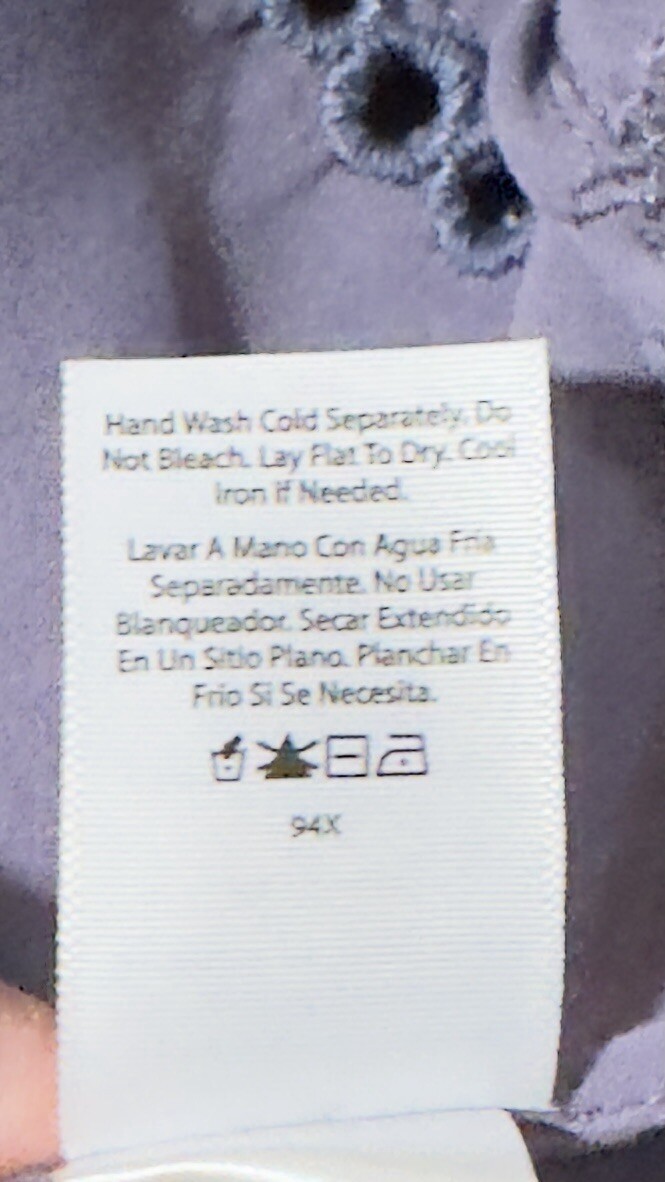 Hand Wash Cold Separately. Do
Not Bleach. Lay Flat To Dry. Cool
Iron If Needed.
Lavar A Mano Con Agua Fria
Separadamente. No Usar
Blanqueador. Secar Extendido
En Un Sitio Plano. Planchar En
Frio Si Se Necesita.
94X